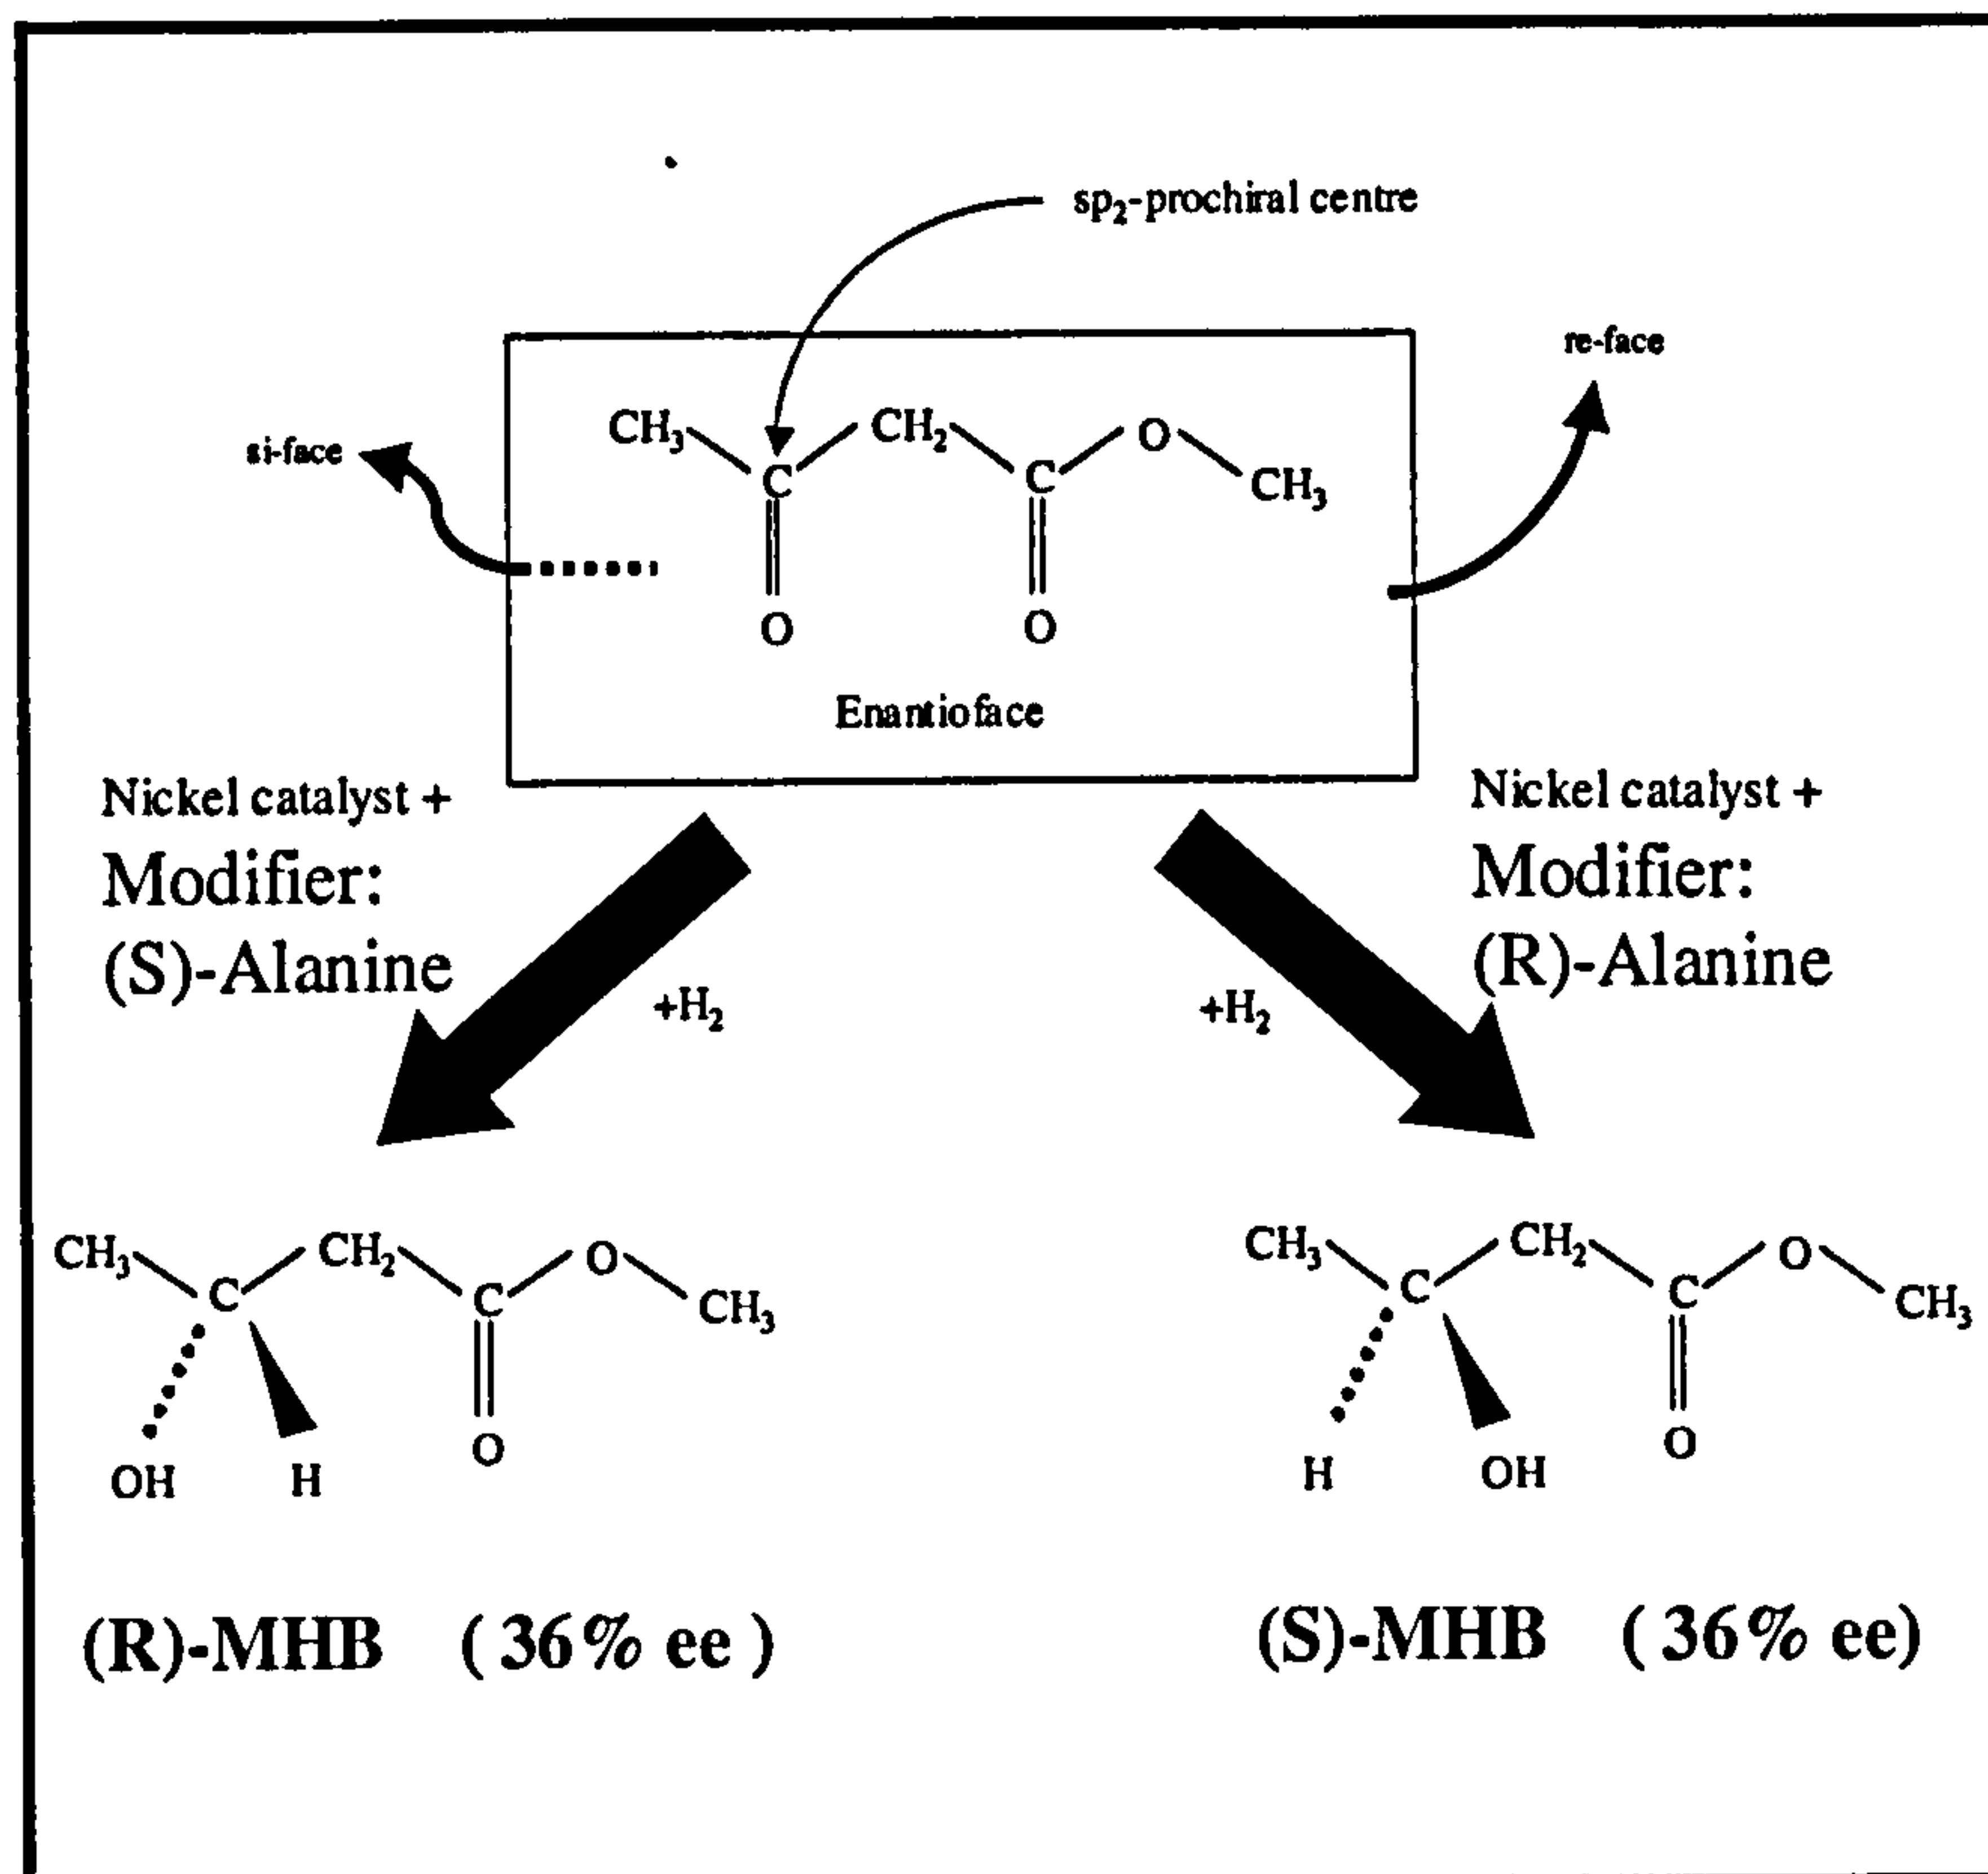 sp₂-prochiral centre
re-face
si-face
CH₃ CH₂ O
C C CH₃
O O
Enantioface
Nickel catalyst +
Modifier:
(S)-Alanine
+H₂
Nickel catalyst +
Modifier:
(R)-Alanine
+H₂
CH₃ CH₂ O
C C CH₃
O
OH H
CH₃ CH₂ O
C C CH₃
O
H OH
(R)-MHB ( 36% ee )
(S)-MHB ( 36% ee)